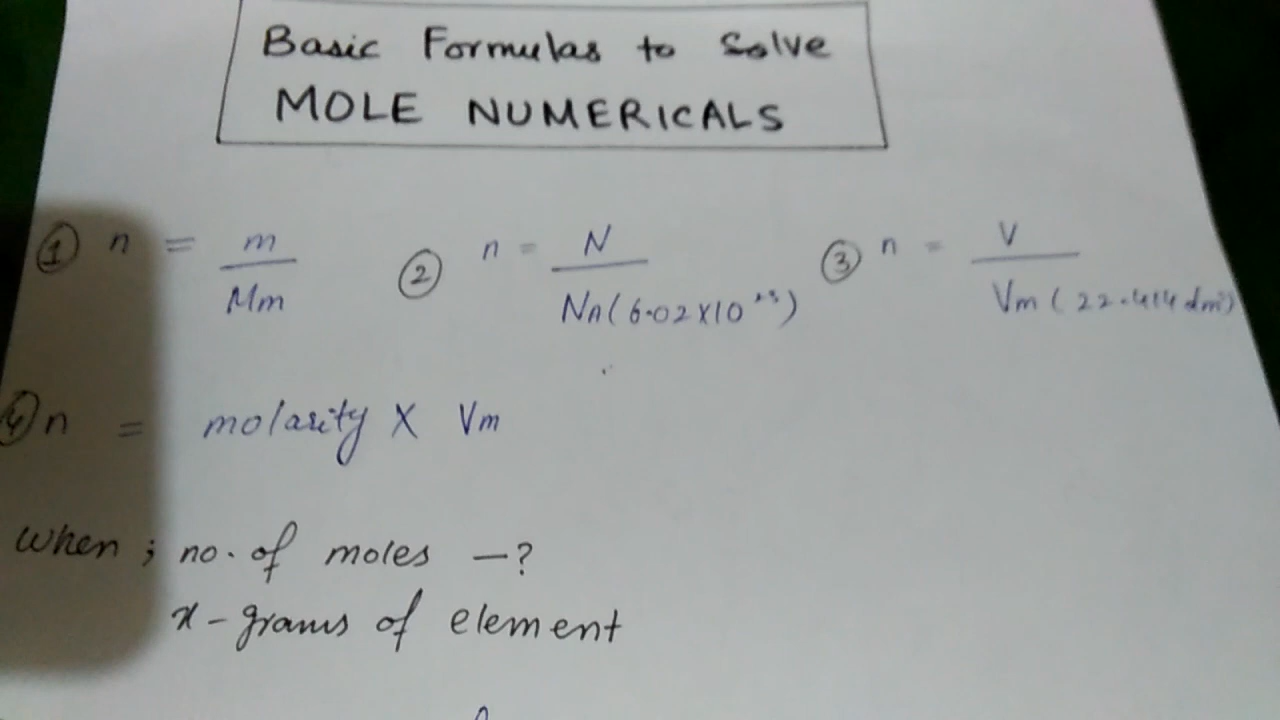 Basic Formulas to Solve
MOLE NUMERICALS
① n = m / Mm ② n = N / NA (6.02 X 10²³) ③ n = V / Vm (22.414 dm³)
④ n = molarity X Vm
When ; no. of moles —?
x - grams of element